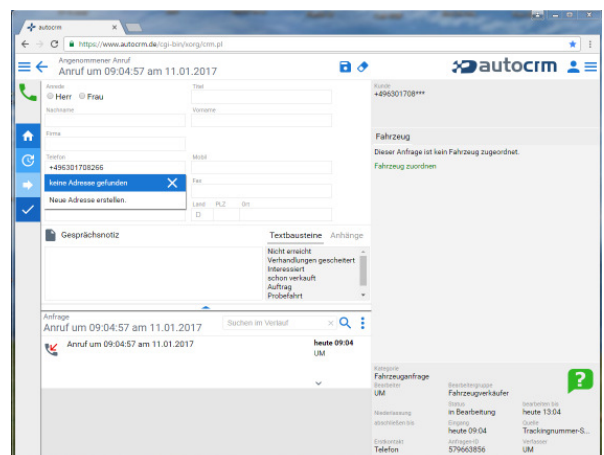 autocrm
https://www.autocrm.de/cgi-bin/xorg/crm.pl
Angenommener Anruf
Anruf um 09:04:57 am 11.01.2017
autocrm
Anrede
Herr Frau
Titel
Nachname
Vorname
Firma
Telefon
+496301708266
Mobil
keine Adresse gefunden
Neue Adresse erstellen.
Fax
Land PLZ Ort
D
Gesprächsnotiz
Textbausteine Anhänge
Nicht erreicht
Verhandlungen gescheitert
Interessiert
schon verkauft
Auftrag
Probefahrt
Anfrage
Anruf um 09:04:57 am 11.01.2017
Suchen im Verlauf
Anruf um 09:04:57 am 11.01.2017
heute 09:04
UM
Kunde
+496301708***
Fahrzeug
Dieser Anfrage ist kein Fahrzeug zugeordnet.
Fahrzeug zuordnen
Kategorie
Fahrzeuganfrage
Bearbeiter
UM
Bearbeitergruppe
Fahrzeugverkäufer
Niederlassung
Status
in Bearbeitung
bearbeiten bis
heute 13:04
abschließen bis
Eingang
heute 09:04
Quelle
Trackingnummer-S...
Erstkontakt
Telefon
Anfragen-ID
579663856
Verfasser
UM
?